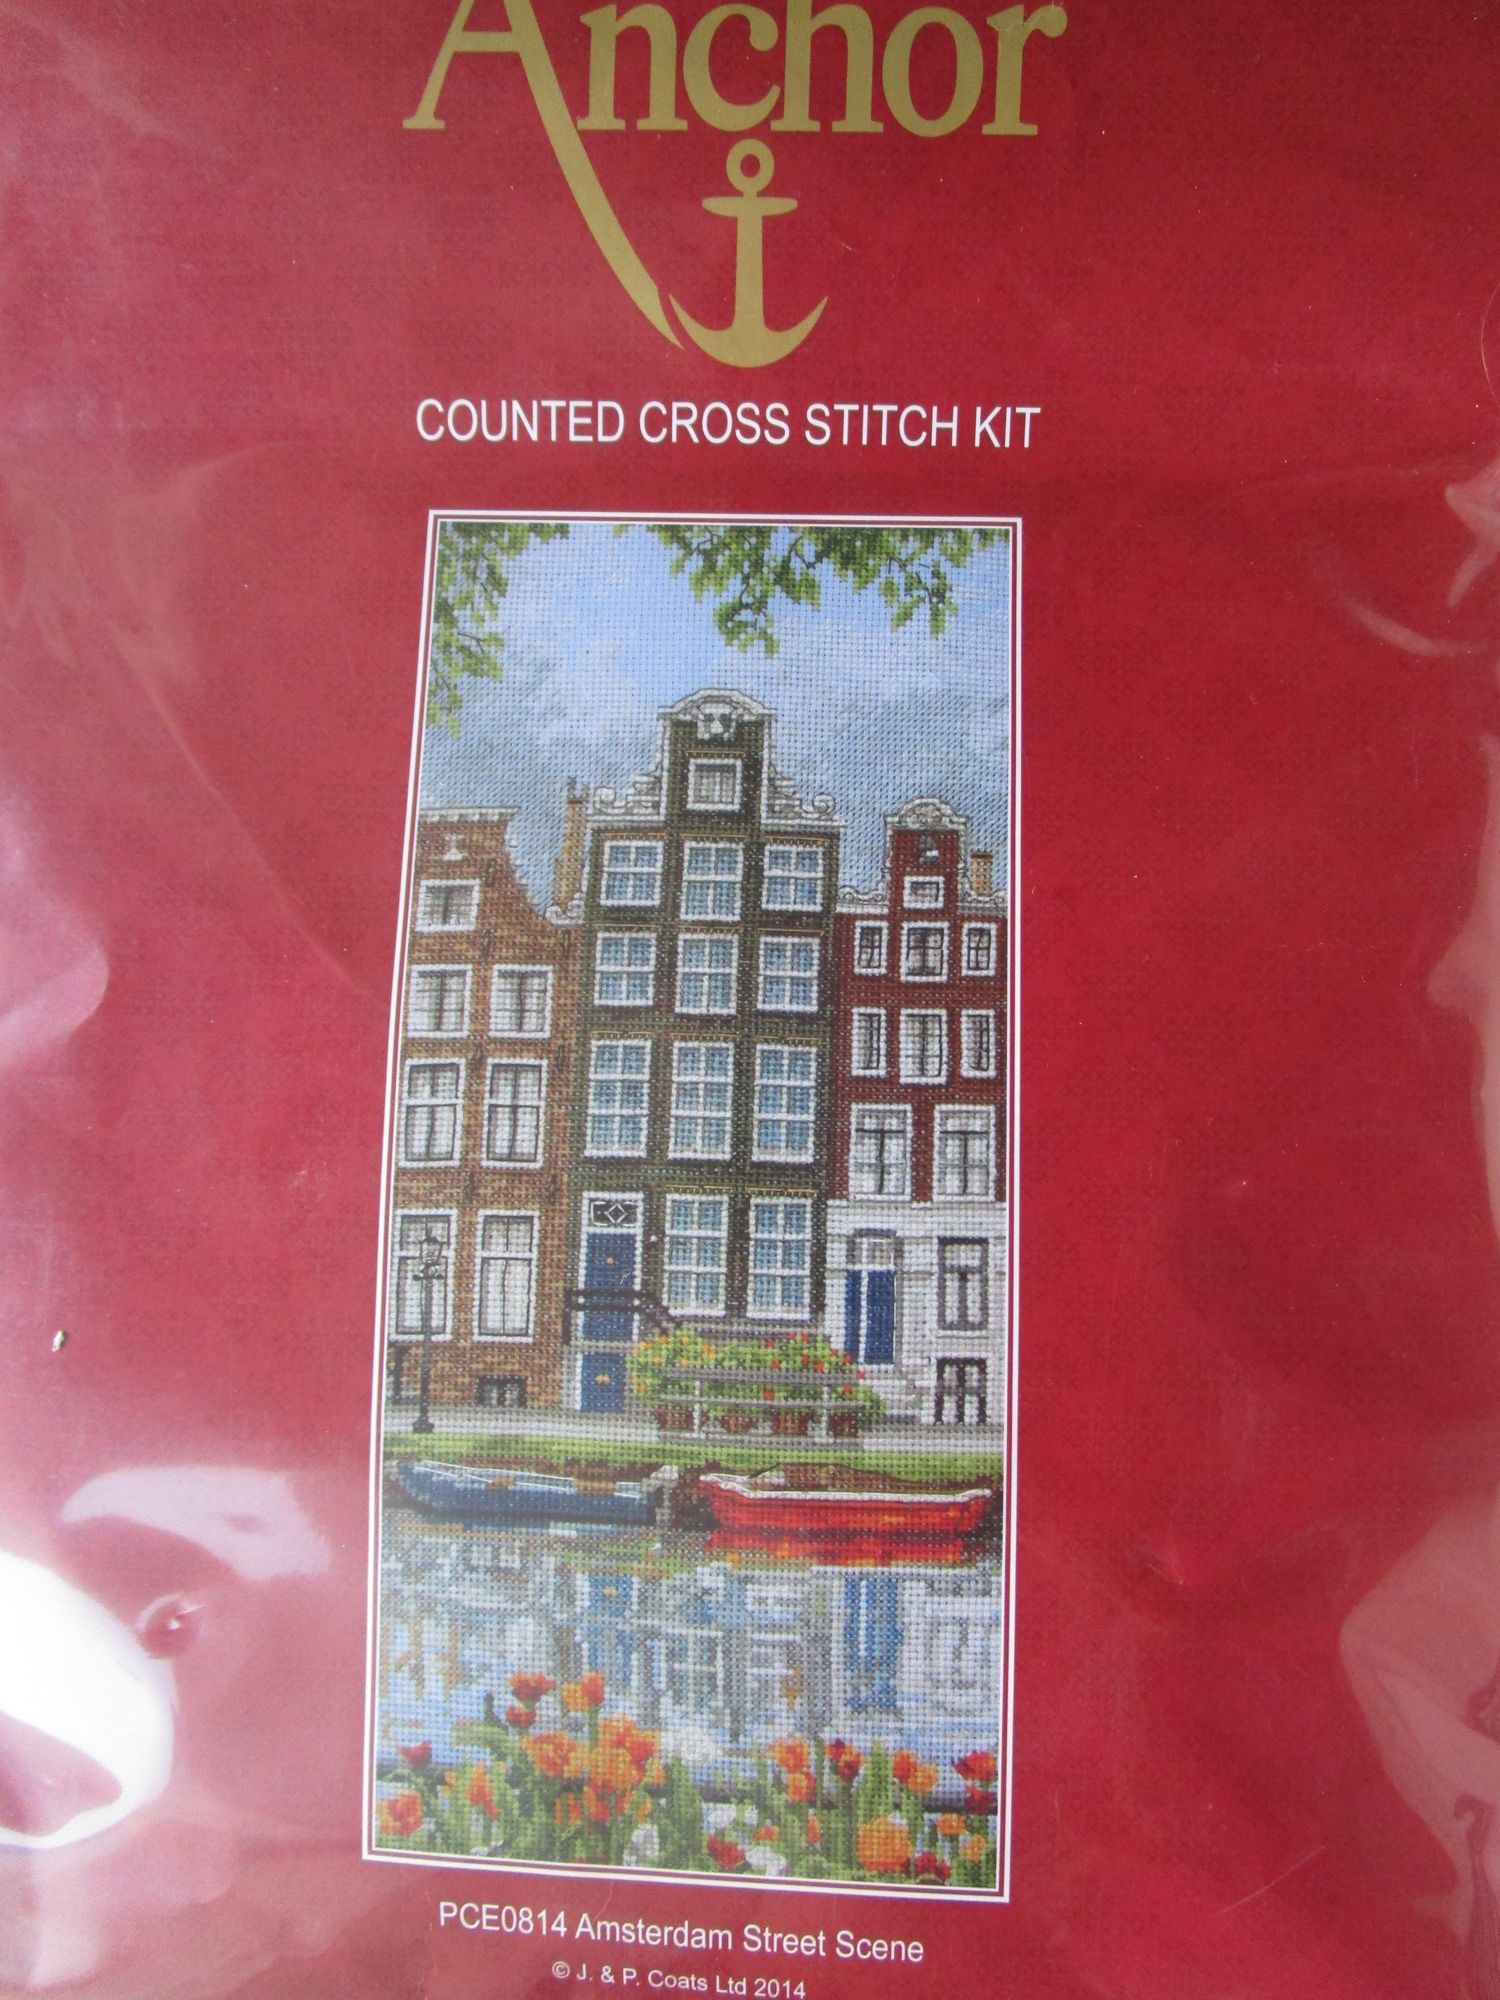 Anchor
COUNTED CROSS STITCH KIT
PCE0814 Amsterdam Street Scene
© J. & P. Coats Ltd 2014